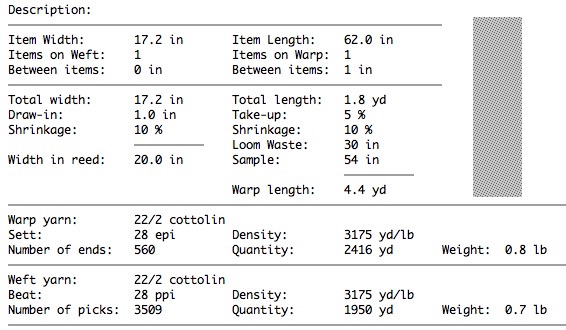 Description:
Item Width: 17.2 in Item Length: 62.0 in
Items on Weft: 1 Items on Warp: 1
Between items: 0 in Between items: 1 in
Total width: 17.2 in Total length: 1.8 yd
Draw-in: 1.0 in Take-up: 5 %
Shrinkage: 10 % Shrinkage: 10 %
Loom Waste: 30 in
Width in reed: 20.0 in Sample: 54 in
Warp length: 4.4 yd
Warp yarn: 22/2 cottolin
Sett: 28 epi Density: 3175 yd/lb
Number of ends: 560 Quantity: 2416 yd Weight: 0.8 lb
Weft yarn: 22/2 cottolin
Beat: 28 ppi Density: 3175 yd/lb
Number of picks: 3509 Quantity: 1950 yd Weight: 0.7 lb